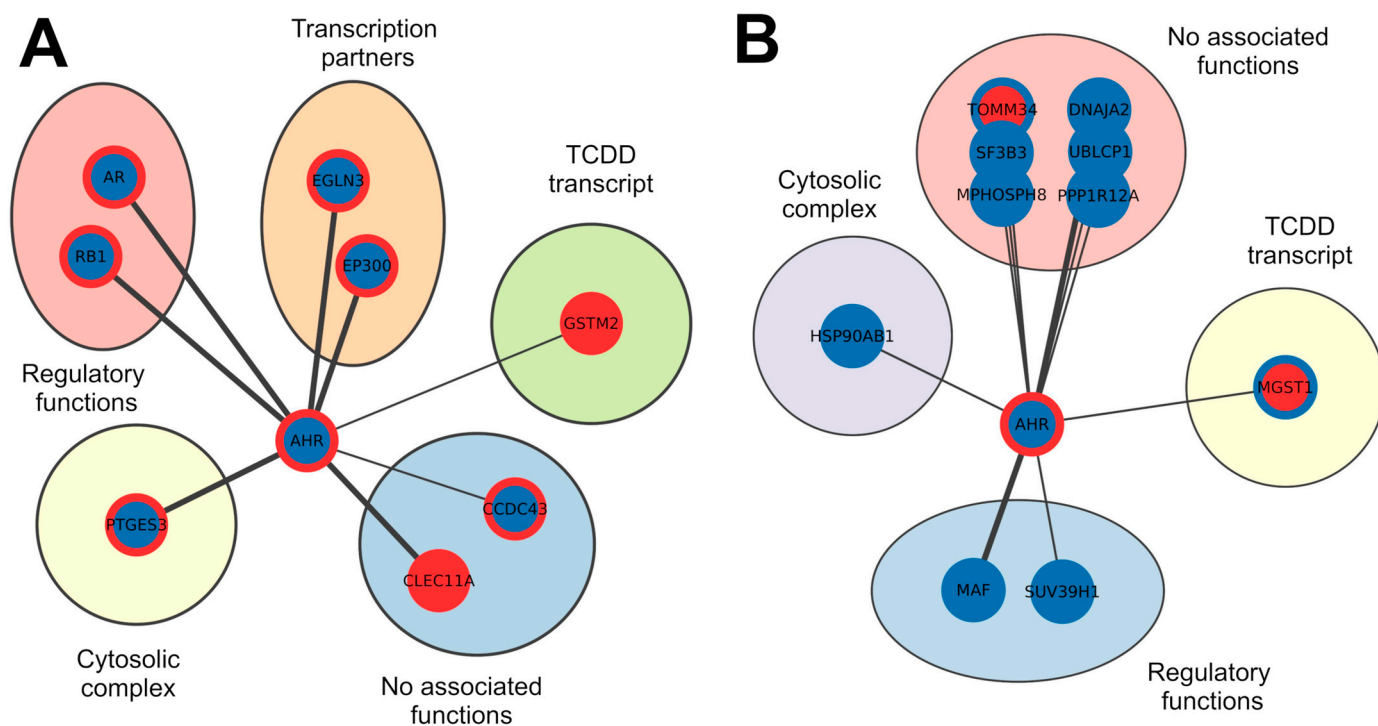 A
Transcription
partners
AR
RB1
EGLN3
EP300
TCDD
transcript
GSTM2
Regulatory
functions
AHR
PTGES3
CCDC43
CLEC11A
Cytosolic
complex
No associated
functions
B
No associated
functions
TOMM34
DNAJA2
SF3B3
UBLCP1
MPHOSPH8
PPP1R12A
Cytosolic
complex
HSP90AB1
TCDD
transcript
MGST1
AHR
MAF
SUV39H1
Regulatory
functions